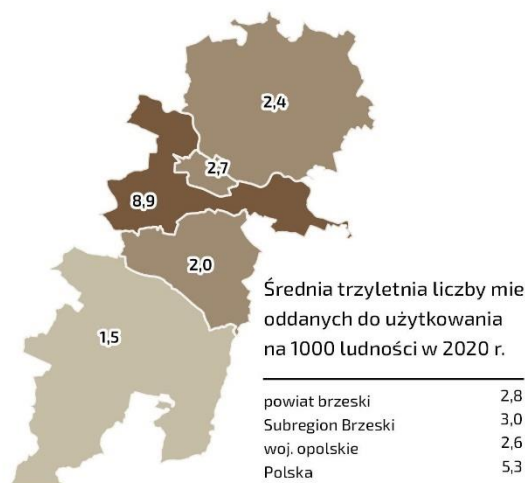 2,4
2,7
8,9
2,0
1,5
Średnia trzyletnia liczby mie
oddanych do użytkowania
na 1000 ludności w 2020 r.
powiat brzeski 2,8
Subregion Brzeski 3,0
woj. opolskie 2,6
Polska 5,3